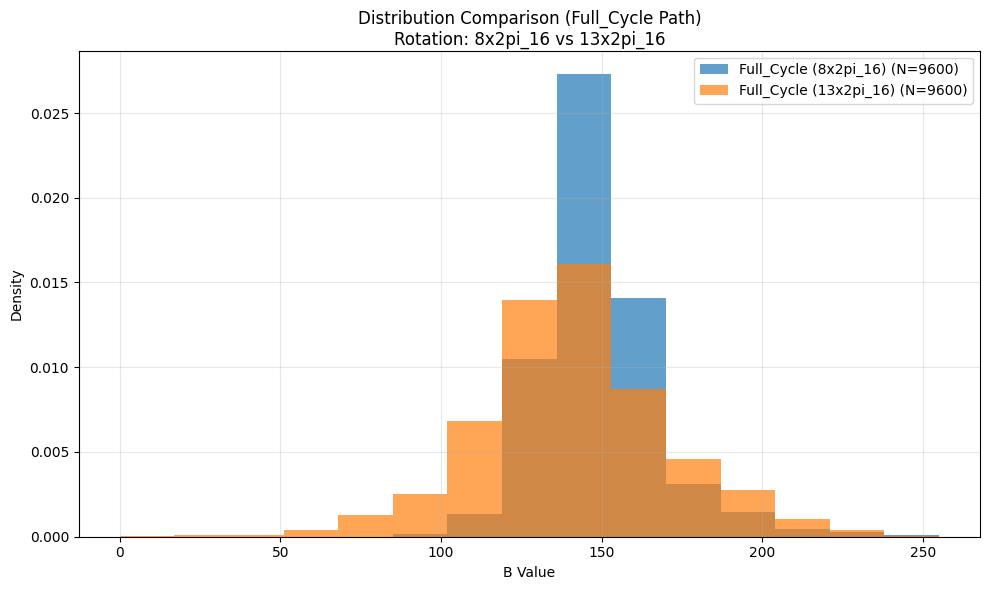 Distribution Comparison (Full_Cycle Path)
Rotation: 8x2pi_16 vs 13x2pi_16
Full_Cycle (8x2pi_16) (N=9600)
Full_Cycle (13x2pi_16) (N=9600)
Density
0.025
0.020
0.015
0.010
0.005
0.000
0 50 100 150 200 250
B Value